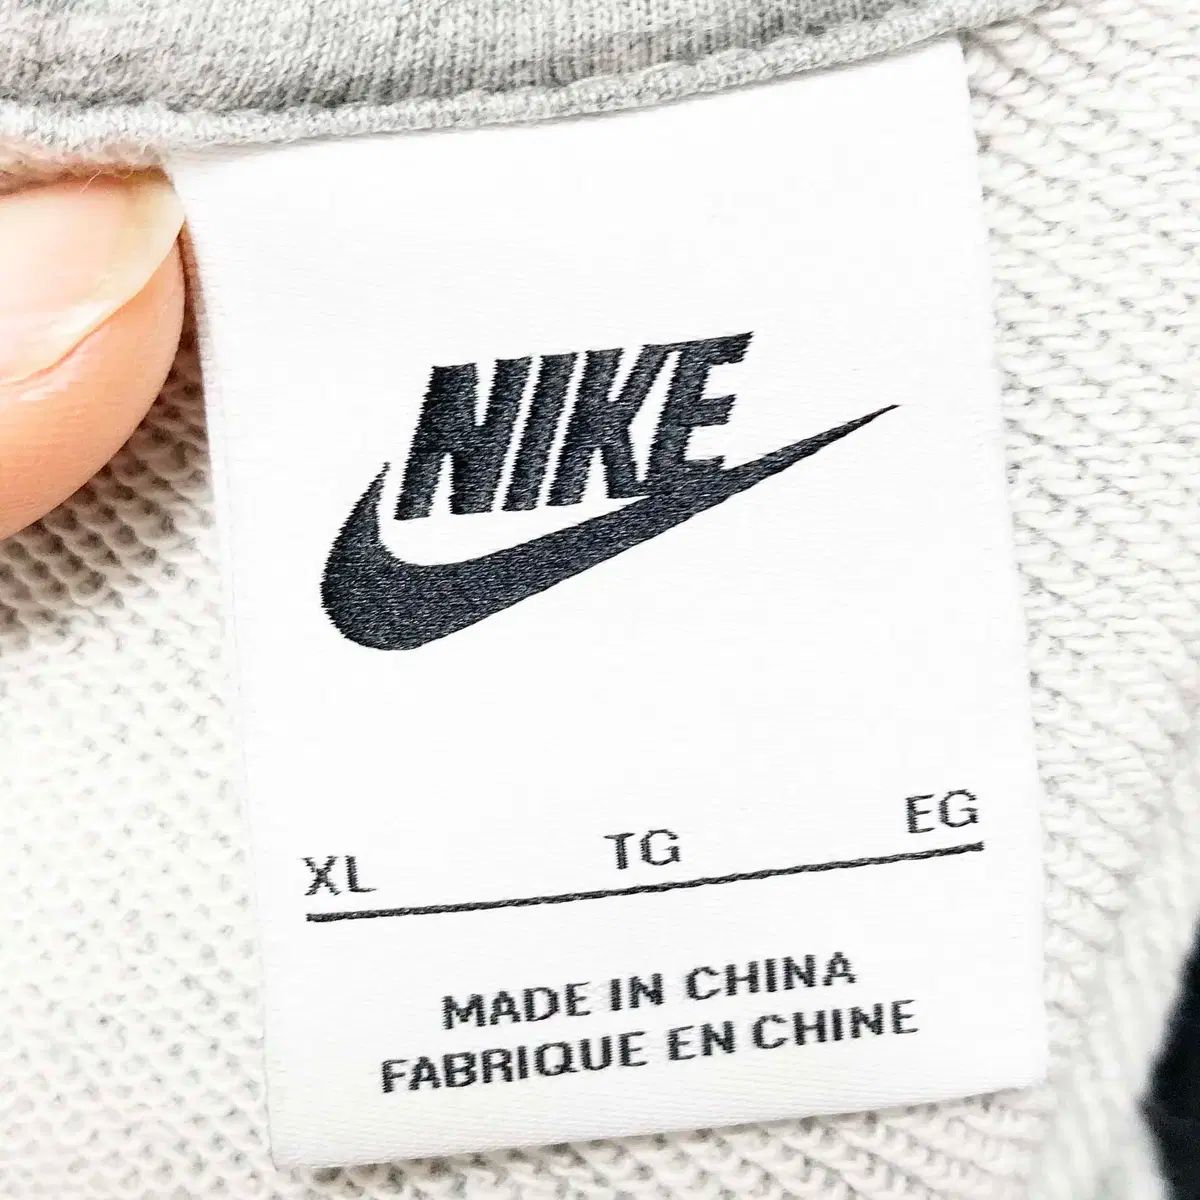 NIKE
XL TG EG
MADE IN CHINA
FABRIQUE EN CHINE